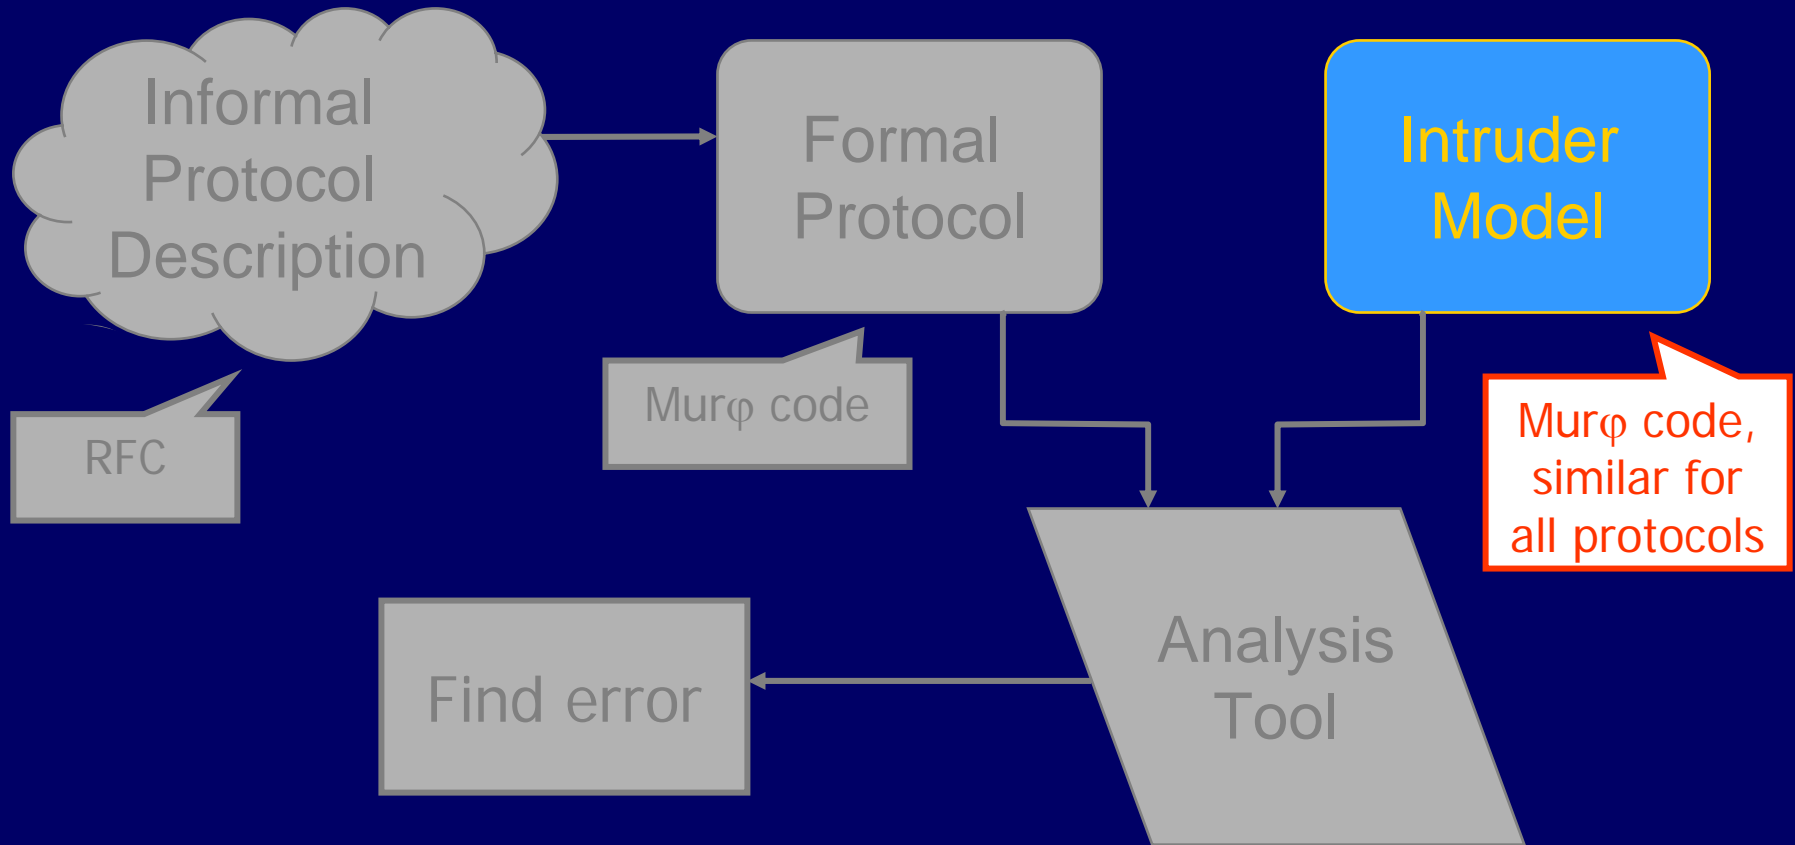 Informal
Protocol
Description
Formal
Protocol
Intruder
Model
RFC
Murφ code
Murφ code,
similar for
all protocols
Analysis
Tool
Find error